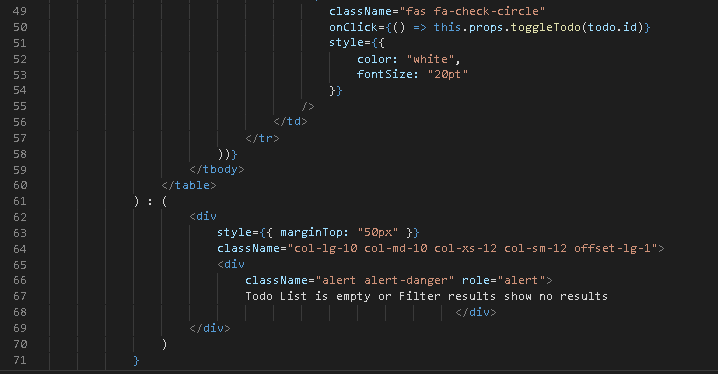 49 className="fas fa-check-circle"
50 onClick={() => this.props.toggleTodo(todo.id)}
51 style={{
52 color: "white",
53 fontSize: "20pt"
54 }}
55 />
56 </td>
57 </tr>
58 ))}
59 </tbody>
60 </table>
61 ) : (
62 <div
63 style={{ marginTop: "50px" }}
64 className="col-lg-10 col-md-10 col-xs-12 col-sm-12 offset-lg-1">
65 <div
66 className="alert alert-danger" role="alert">
67 Todo List is empty or Filter results show no results
68 </div>
69 </div>
70 )
71 }